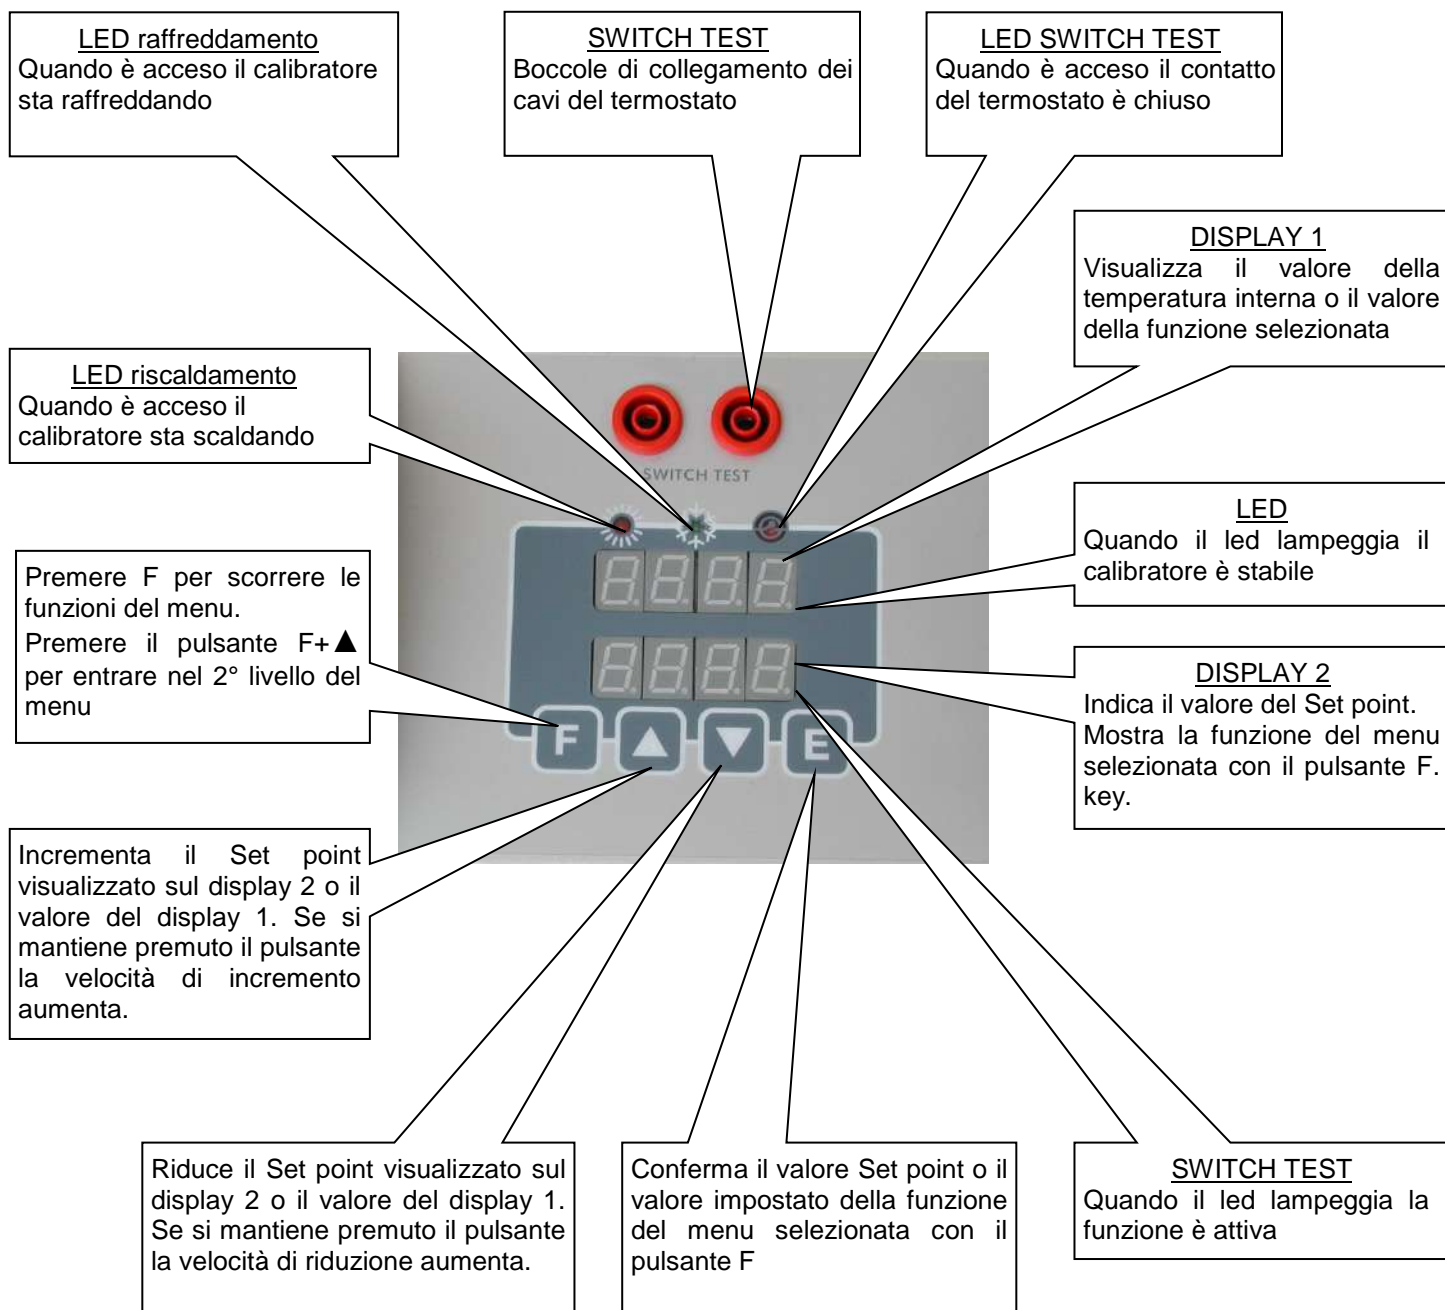 LED raffreddamento
Quando è acceso il calibratore
sta raffreddando
SWITCH TEST
Boccole di collegamento dei
cavi del termostato
LED SWITCH TEST
Quando è acceso il contatto
del termostato è chiuso
DISPLAY 1
Visualizza il valore della
temperatura interna o il valore
della funzione selezionata
LED riscaldamento
Quando è acceso il
calibratore sta scaldando
SWITCH TEST
LED
Quando il led lampeggia il
calibratore è stabile
Premere F per scorrere le
funzioni del menu.
Premere il pulsante F+▲
per entrare nel 2° livello del
menu
8.8.8.8.
8.8.8.8.
DISPLAY 2
Indica il valore del Set point.
Mostra la funzione del menu
selezionata con il pulsante F.
key.
F ▲ ▼ E
Incrementa il Set point
visualizzato sul display 2 o il
valore del display 1. Se si
mantiene premuto il pulsante
la velocità di incremento
aumenta.
Riduce il Set point visualizzato sul
display 2 o il valore del display 1.
Se si mantiene premuto il pulsante
la velocità di riduzione aumenta.
Conferma il valore Set point o il
valore impostato della funzione
del menu selezionata con il
pulsante F
SWITCH TEST
Quando il led lampeggia la
funzione è attiva